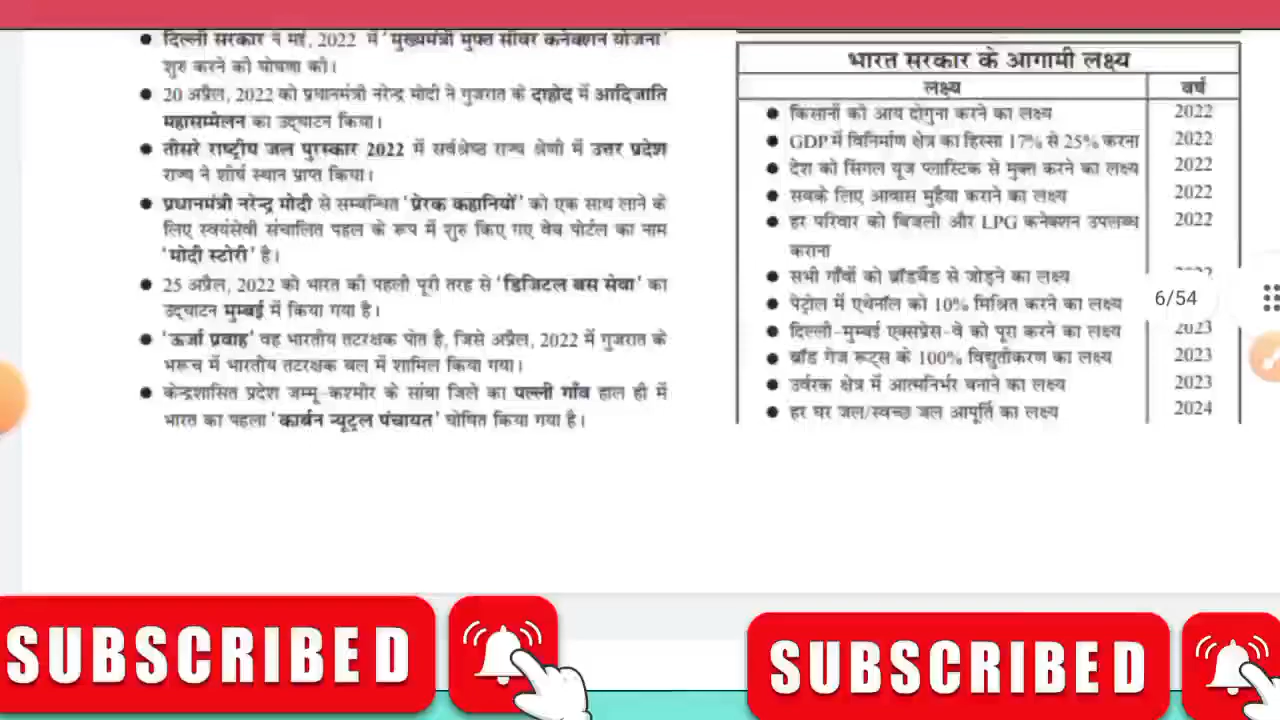 दिल्ली सरकार ने मई, 2022 में 'मुख्यमंत्री मुफ्त सीवर कनेक्शन योजना'
शुरु करने की घोषणा की।
20 अप्रैल, 2022 को प्रधानमंत्री नरेन्द्र मोदी ने गुजरात के दाहोद में आदिजाति
महासम्मेलन का उद्घाटन किया।
तीसरे राष्ट्रीय जल पुरस्कार 2022 में सर्वश्रेष्ठ राज्य श्रेणी में उत्तर प्रदेश
राज्य ने शीर्ष स्थान प्राप्त किया।
प्रधानमंत्री नरेन्द्र मोदी से सम्बन्धित 'प्रेरक कहानियों' को एक साथ लाने के
लिए स्वयंसेवी संचालित पहल के रूप में शुरु किए गए वेब पोर्टल का नाम
'मोदी स्टोरी' है।
25 अप्रैल, 2022 को भारत की पहली पूरी तरह से 'डिजिटल बस सेवा' का
उद्घाटन मुम्बई में किया गया है।
'ऊर्जा प्रवाह' वह भारतीय तटरक्षक पोत है, जिसे अप्रैल, 2022 में गुजरात के
भरूच में भारतीय तटरक्षक बल में शामिल किया गया।
केन्द्रशासित प्रदेश जम्मू-कश्मीर के सांबा जिले का पल्ली गाँव हाल ही में
भारत का पहला 'कार्बन न्यूट्रल पंचायत' घोषित किया गया है।
भारत सरकार के आगामी लक्ष्य
लक्ष्य वर्ष
किसानों की आय दोगुना करने का लक्ष्य 2022
GDP में विनिर्माण क्षेत्र का हिस्सा 17% से 25% करना 2022
देश को सिंगल यूज प्लास्टिक से मुक्त करने का लक्ष्य 2022
सबके लिए आवास मुहैया कराने का लक्ष्य 2022
हर परिवार को बिजली और LPG कनेक्शन उपलब्ध 2022
कराना
सभी गाँवों को ब्रॉडबैंड से जोड़ने का लक्ष्य
पेट्रोल में एथेनॉल को 10% मिश्रित करने का लक्ष्य
6/54
दिल्ली-मुम्बई एक्सप्रेस-वे को पूरा करने का लक्ष्य 2023
ब्रॉड गेज रूट्स के 100% विद्युतीकरण का लक्ष्य 2023
उर्वरक क्षेत्र में आत्मनिर्भर बनाने का लक्ष्य 2023
हर घर जल/स्वच्छ जल आपूर्ति का लक्ष्य 2024
SUBSCRIBED
SUBSCRIBED